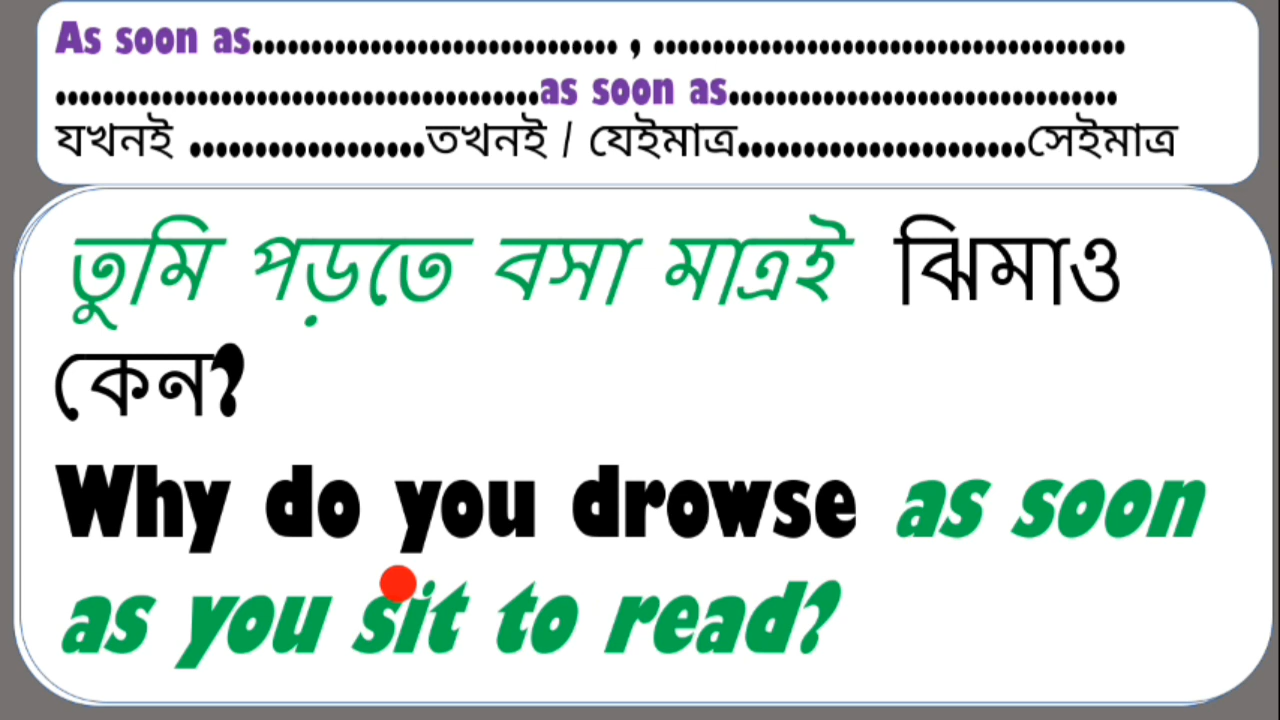 As soon as............................... , ........................................
.........................................as soon as.................................
যখনই ..................তখনই / যেইমাত্র......................সেইমাত্র
তুমি পড়তে বসা মাত্রই ঝিমাও
কেন?
Why do you drowse as soon
as you sit to read?